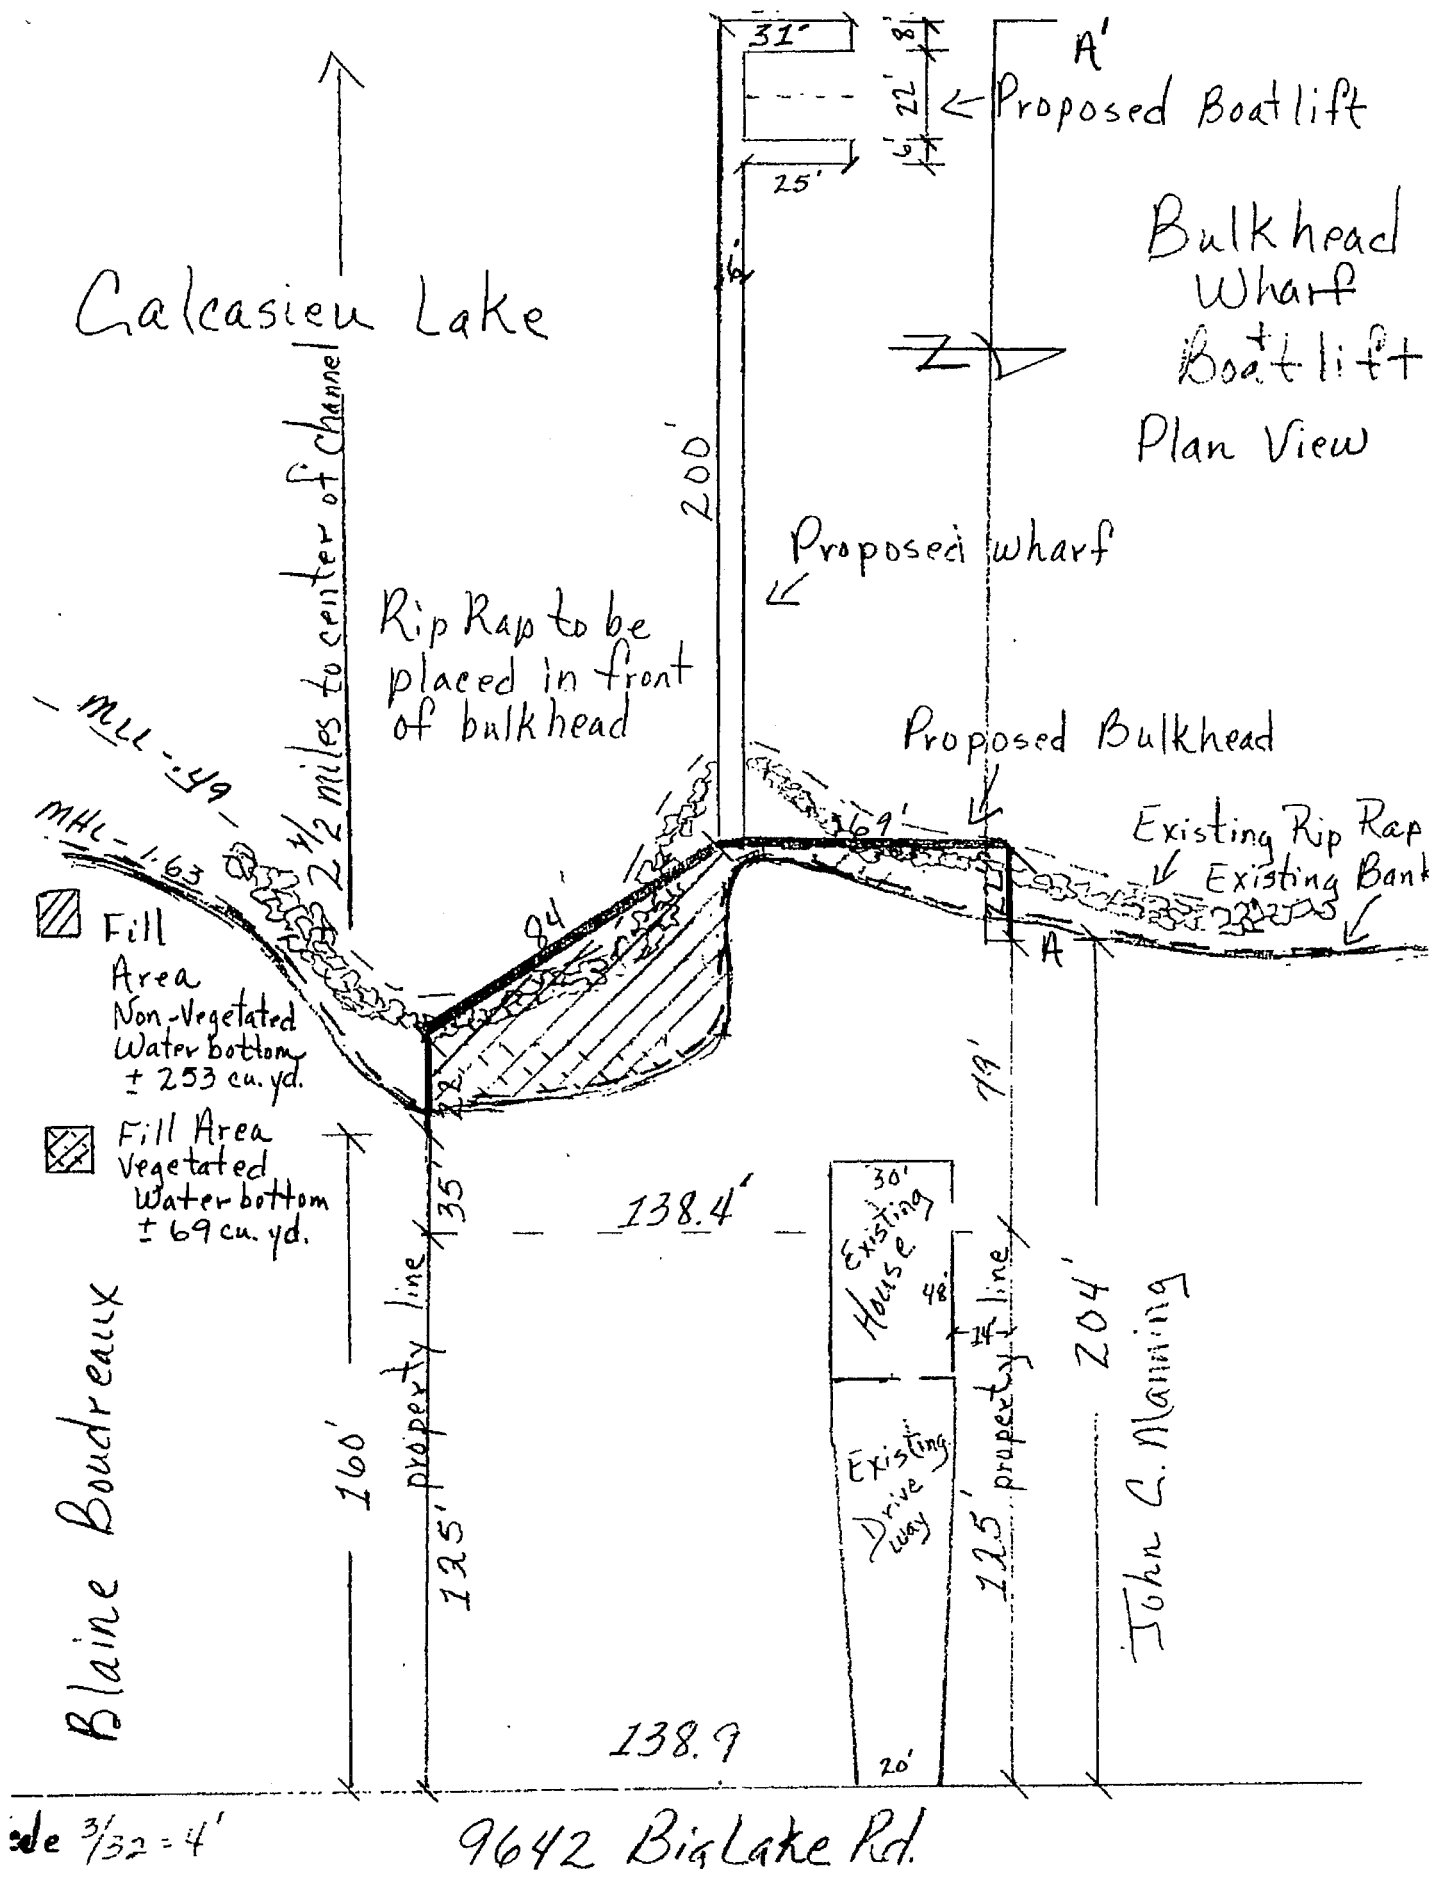 31'
8'
A'
22'
Proposed Boatlift
6'
25'
Bulkhead
Wharf
+
Boatlift
Plan View
6'
Calcasieu Lake
Z
2 1/2 miles to center of channel
200'
Proposed wharf
Rip Rap to be
placed in front
of bulkhead
Proposed Bulkhead
MLL - .49
MHL - 1.63
69'
Existing Rip Rap
Existing Bank
84'
22'
A
Fill
Area
Non-Vegetated
Water bottom
± 253 cu. yd.
22'
79'
Fill Area
Vegetated
Water bottom
± 69 cu. yd.
35'
138.4'
30'
Existing
House
48'
14'
property line
property line
204'
160'
Blaine Boudreaux
John C. Manning
Existing
Drive
way
125'
125'
138.9
20'
3/32 = 4'
9642 Big Lake Rd.